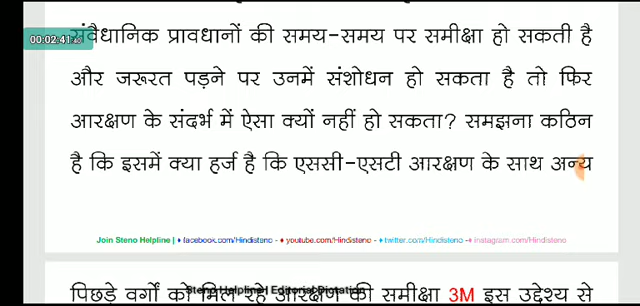 00:02:41
संवैधानिक प्रावधानों की समय-समय पर समीक्षा हो सकती है
और जरूरत पड़ने पर उनमें संशोधन हो सकता है तो फिर
आरक्षण के संदर्भ में ऐसा क्यों नहीं हो सकता? समझना कठिन
है कि इसमें क्या हर्ज है कि एससी-एसटी आरक्षण के साथ अन्य
Join Steno Helpline | ♦ facebook.com/Hindisteno - ♦ youtube.com/Hindisteno - ♦ twitter.com/Hindisteno -♦ instagram.com/Hindisteno
पिछड़े वर्गों को मिल रहे आरक्षण की समीक्षा 3M इस उद्देश्य से
Steno Helpline| Editorial Dictation